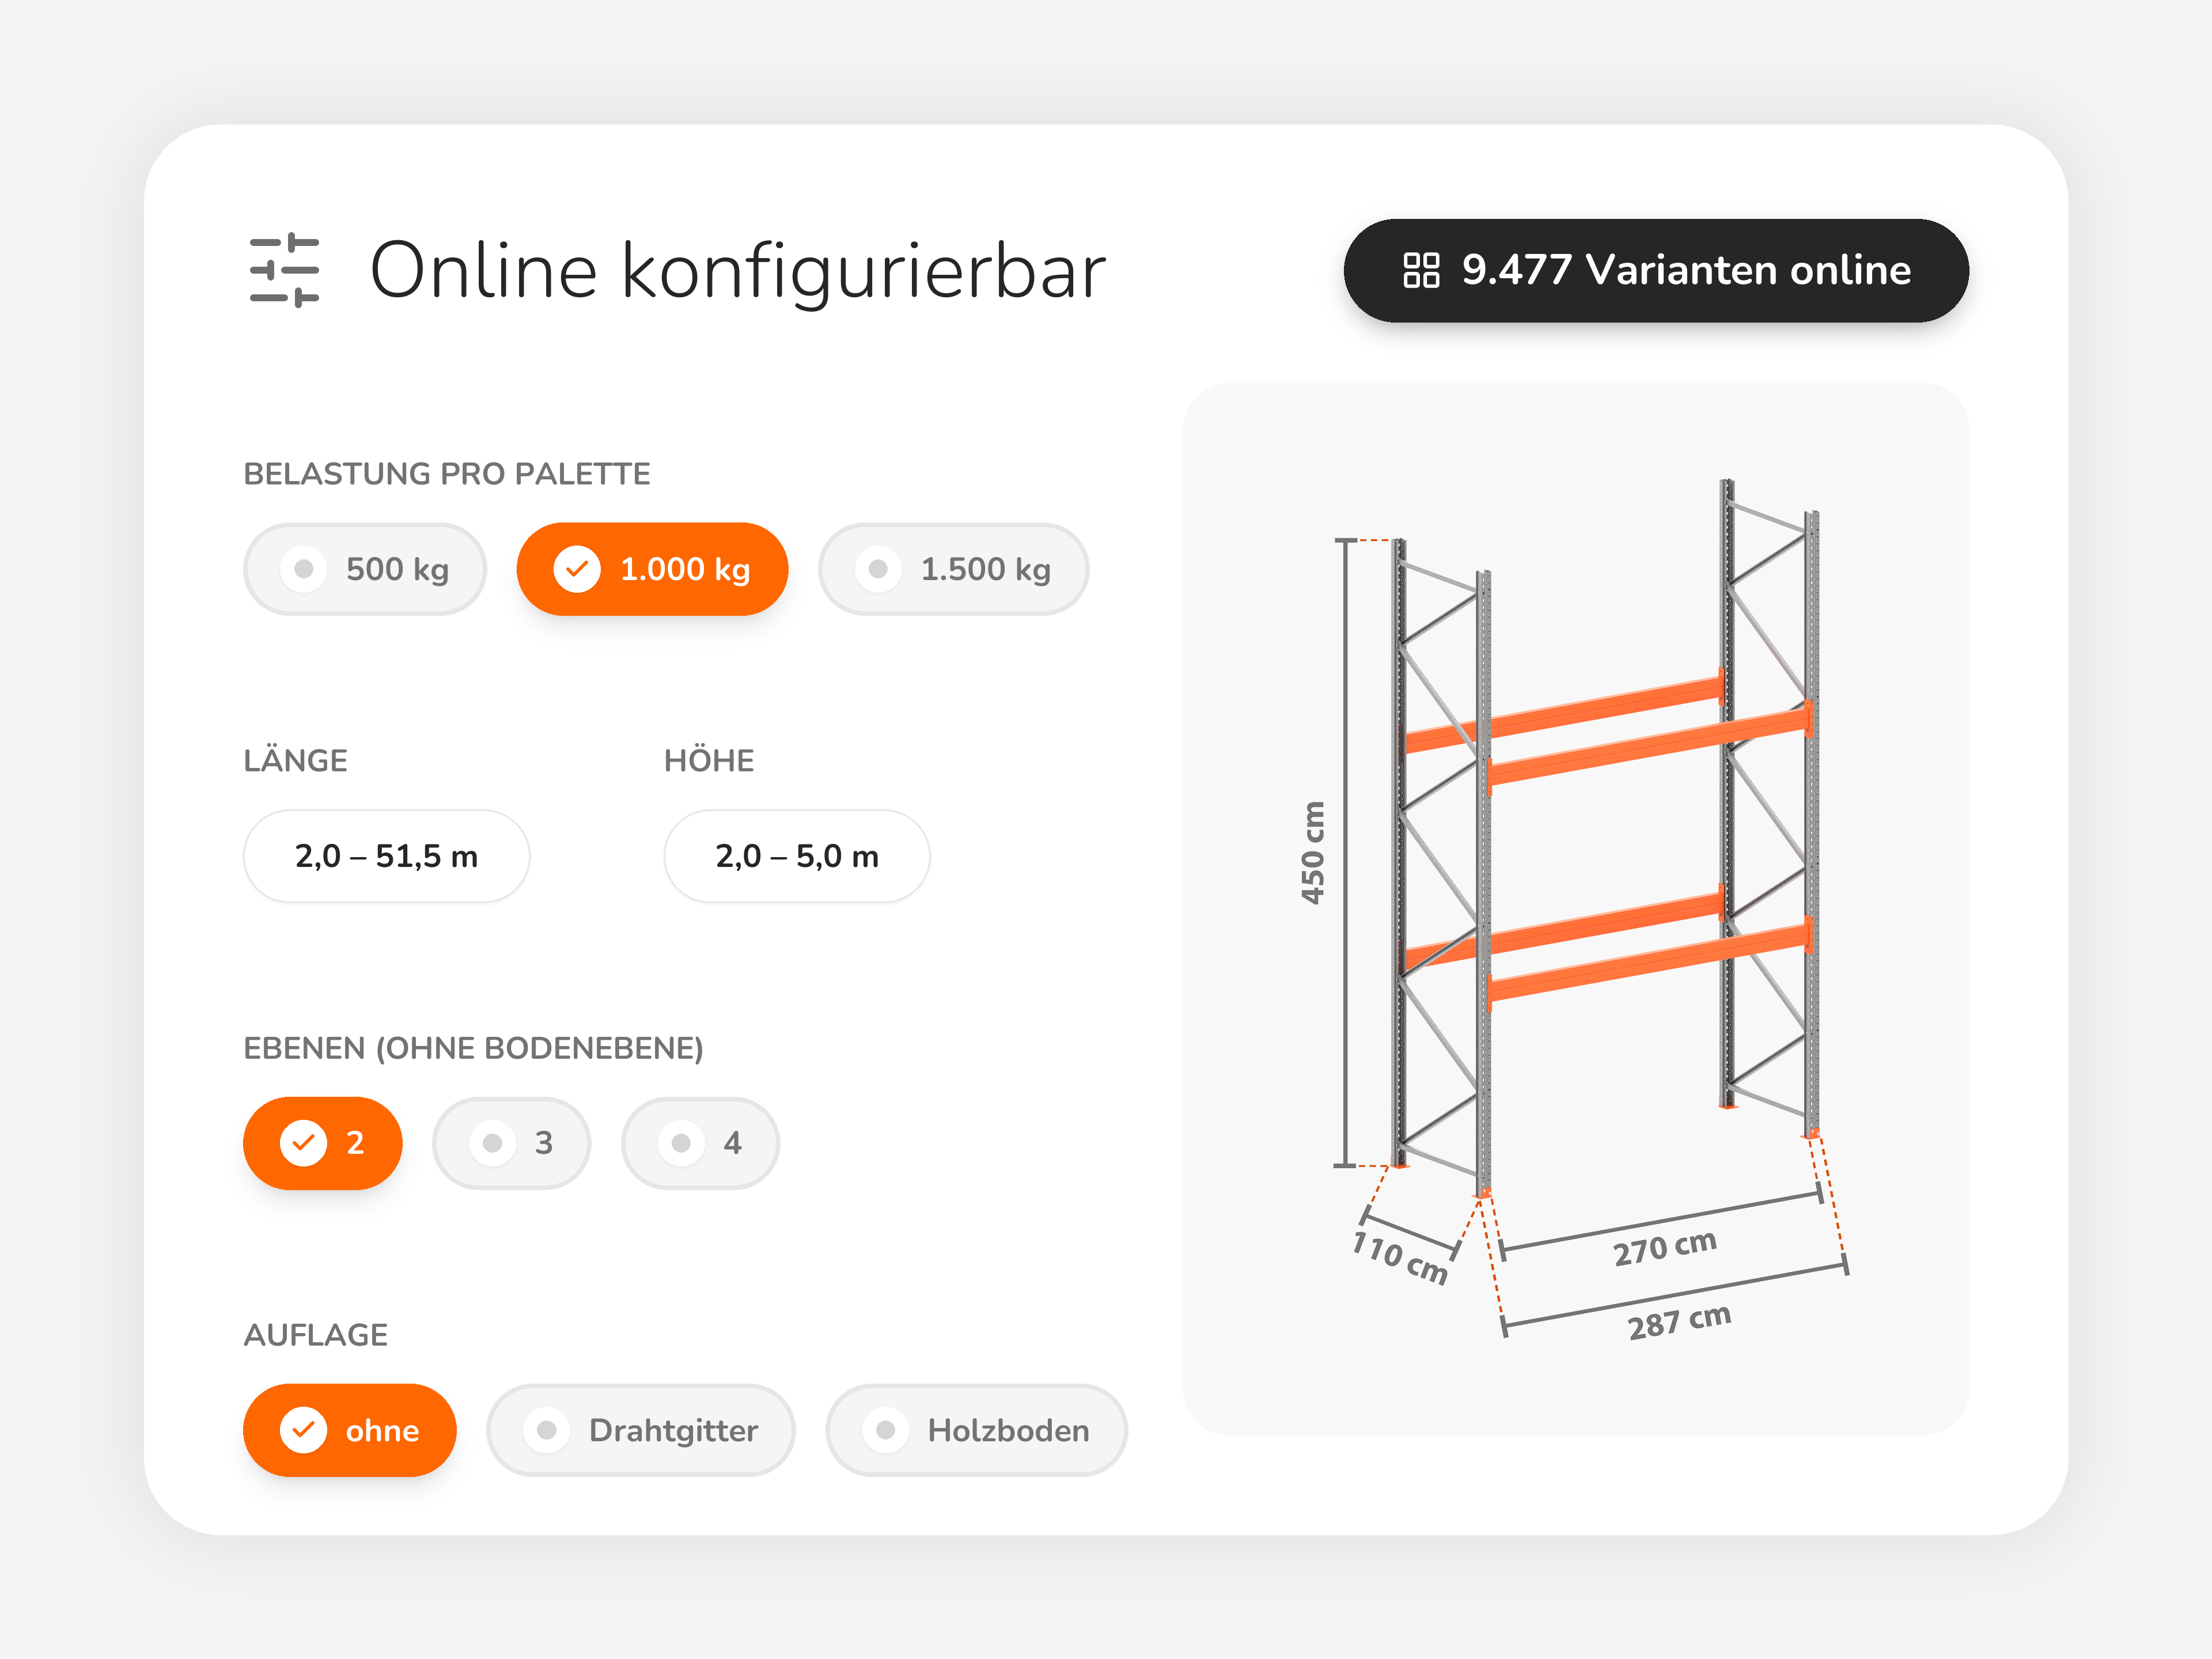 Online konfigurierbar
9.477 Varianten online
BELASTUNG PRO PALETTE
500 kg
1.000 kg
1.500 kg
LÄNGE
HÖHE
2,0 – 51,5 m
2,0 – 5,0 m
EBENEN (OHNE BODENEBENE)
2
3
4
AUFLAGE
ohne
Drahtgitter
Holzboden
450 cm
110 cm
270 cm
287 cm